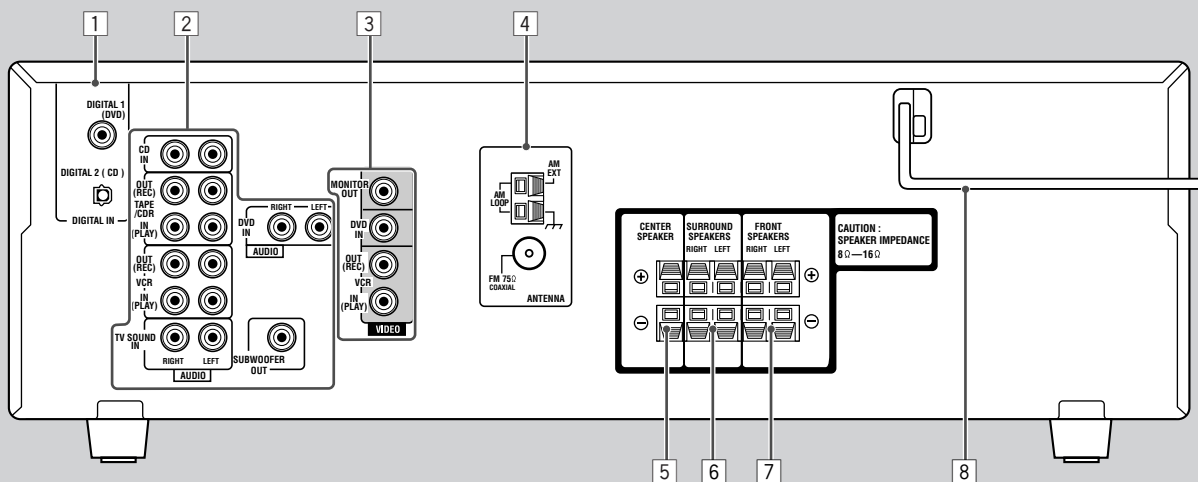 1
2
3
4
DIGITAL 1
(DVD)
DIGITAL 2 ( CD )
DIGITAL IN
CD
IN
OUT
(REC)
TAPE
/CDR
IN
(PLAY)
OUT
(REC)
VCR
IN
(PLAY)
TV SOUND
IN
RIGHT
LEFT
AUDIO
RIGHT
LEFT
DVD
IN
AUDIO
SUBWOOFER
OUT
MONITOR
OUT
DVD
IN
OUT
(REC)
VCR
IN
(PLAY)
VIDEO
AM
EXT
AM
LOOP
FM 75Ω
COAXIAL
ANTENNA
CENTER
SPEAKER
SURROUND
SPEAKERS
RIGHT LEFT
FRONT
SPEAKERS
RIGHT LEFT
CAUTION :
SPEAKER IMPEDANCE
8Ω—16Ω
+
+
−
−
5
6
7
8